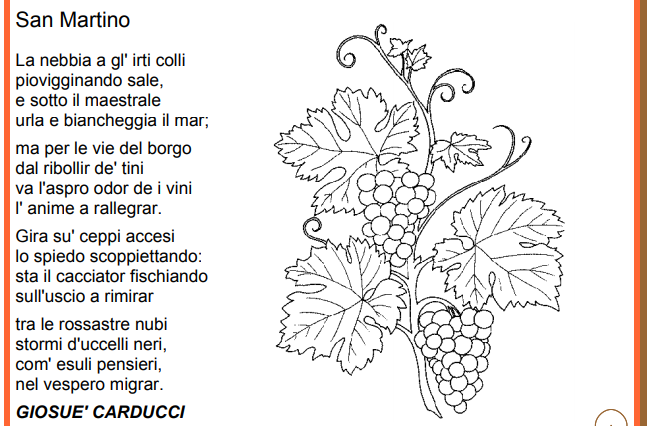 San Martino
La nebbia a gl' irti colli
piovigginando sale,
e sotto il maestrale
urla e biancheggia il mar;
ma per le vie del borgo
dal ribollir de' tini
va l'aspro odor de i vini
l' anime a rallegrar.
Gira su' ceppi accesi
lo spiedo scoppiettando:
sta il cacciator fischiando
sull'uscio a rimirar
tra le rossastre nubi
stormi d'uccelli neri,
com' esuli pensieri,
nel vespero migrar.
GIOSUE' CARDUCCI